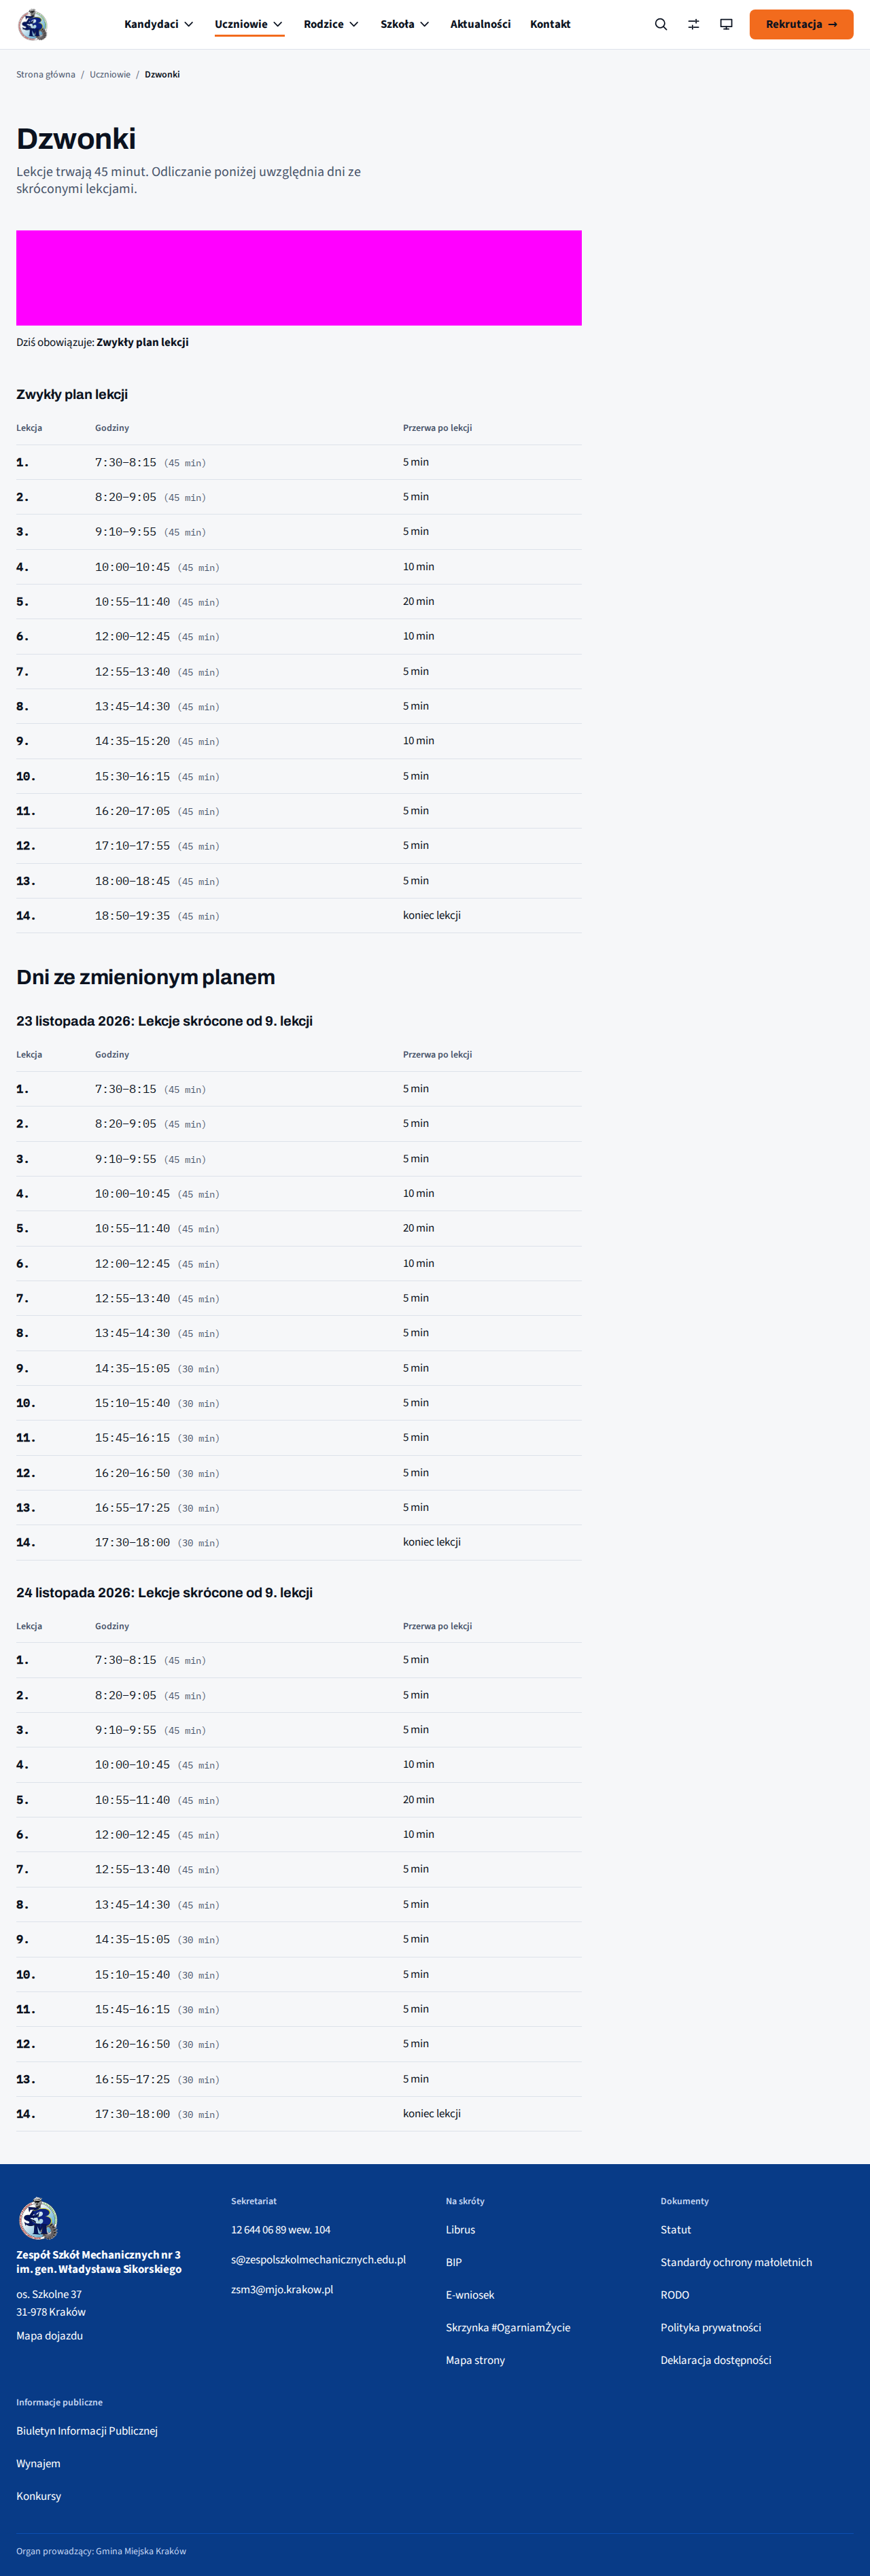 Kandydaci Uczniowie Rodzice Szkoła Aktualności Kontakt Rekrutacja →
Strona główna / Uczniowie / Dzwonki
Dzwonki
Lekcje trwają 45 minut. Odliczanie poniżej uwzględnia dni ze
skróconymi lekcjami.
Dziś obowiązuje: Zwykły plan lekcji
Zwykły plan lekcji
Lekcja Godziny Przerwa po lekcji
1. 7:30–8:15 (45 min) 5 min
2. 8:20–9:05 (45 min) 5 min
3. 9:10–9:55 (45 min) 5 min
4. 10:00–10:45 (45 min) 10 min
5. 10:55–11:40 (45 min) 20 min
6. 12:00–12:45 (45 min) 10 min
7. 12:55–13:40 (45 min) 5 min
8. 13:45–14:30 (45 min) 5 min
9. 14:35–15:20 (45 min) 10 min
10. 15:30–16:15 (45 min) 5 min
11. 16:20–17:05 (45 min) 5 min
12. 17:10–17:55 (45 min) 5 min
13. 18:00–18:45 (45 min) 5 min
14. 18:50–19:35 (45 min) koniec lekcji
Dni ze zmienionym planem
23 listopada 2026: Lekcje skrócone od 9. lekcji
Lekcja Godziny Przerwa po lekcji
1. 7:30–8:15 (45 min) 5 min
2. 8:20–9:05 (45 min) 5 min
3. 9:10–9:55 (45 min) 5 min
4. 10:00–10:45 (45 min) 10 min
5. 10:55–11:40 (45 min) 20 min
6. 12:00–12:45 (45 min) 10 min
7. 12:55–13:40 (45 min) 5 min
8. 13:45–14:30 (45 min) 5 min
9. 14:35–15:05 (30 min) 5 min
10. 15:10–15:40 (30 min) 5 min
11. 15:45–16:15 (30 min) 5 min
12. 16:20–16:50 (30 min) 5 min
13. 16:55–17:25 (30 min) 5 min
14. 17:30–18:00 (30 min) koniec lekcji
24 listopada 2026: Lekcje skrócone od 9. lekcji
Lekcja Godziny Przerwa po lekcji
1. 7:30–8:15 (45 min) 5 min
2. 8:20–9:05 (45 min) 5 min
3. 9:10–9:55 (45 min) 5 min
4. 10:00–10:45 (45 min) 10 min
5. 10:55–11:40 (45 min) 20 min
6. 12:00–12:45 (45 min) 10 min
7. 12:55–13:40 (45 min) 5 min
8. 13:45–14:30 (45 min) 5 min
9. 14:35–15:05 (30 min) 5 min
10. 15:10–15:40 (30 min) 5 min
11. 15:45–16:15 (30 min) 5 min
12. 16:20–16:50 (30 min) 5 min
13. 16:55–17:25 (30 min) 5 min
14. 17:30–18:00 (30 min) koniec lekcji
Zespół Szkół Mechanicznych nr 3
im. gen. Władysława Sikorskiego
os. Szkolne 37
31-978 Kraków
Mapa dojazdu
Sekretariat
12 644 06 89 wew. 104
s@zespolszkolmechanicznych.edu.pl
zsm3@mjo.krakow.pl
Na skróty
Librus
BIP
E-wniosek
Skrzynka #OgarniamŻycie
Mapa strony
Dokumenty
Statut
Standardy ochrony małoletnich
RODO
Polityka prywatności
Deklaracja dostępności
Informacje publiczne
Biuletyn Informacji Publicznej
Wynajem
Konkursy
Organ prowadzący: Gmina Miejska Kraków